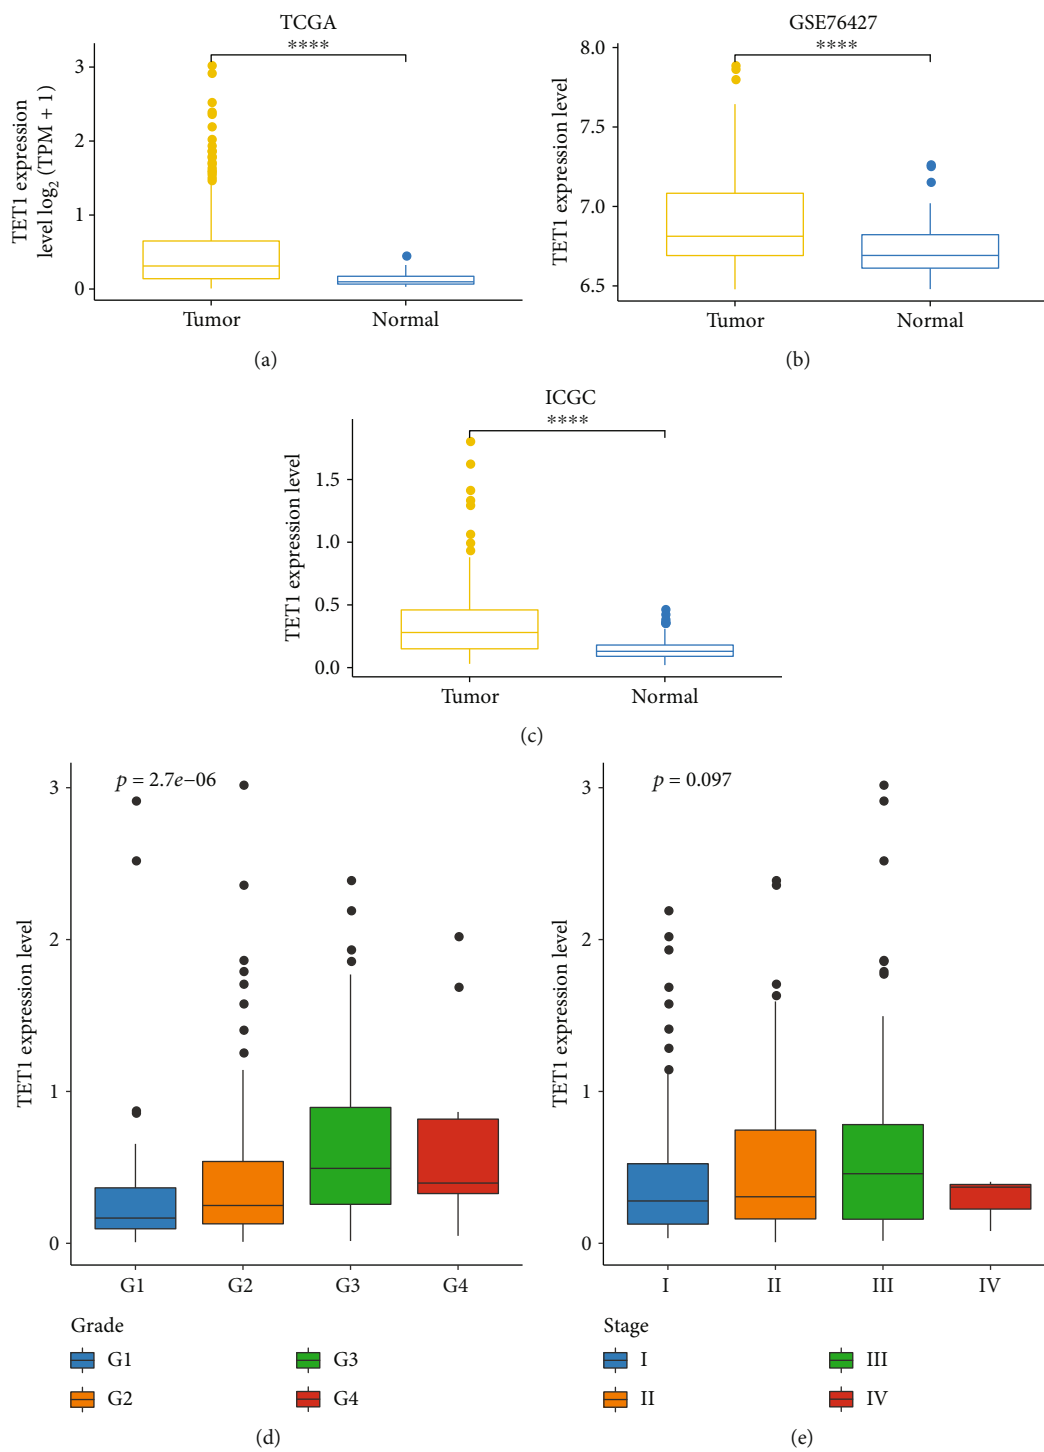 TCGA
****
TET1 expression
level log₂ (TPM + 1)
3
2
1
0
Tumor
Normal
(a)
GSE76427
****
TET1 expression level
8.0
7.5
7.0
6.5
Tumor
Normal
(b)
ICGC
****
TET1 expression level
1.5
1.0
0.5
0.0
Tumor
Normal
(c)
p = 2.7e−06
TET1 expression level
3
2
1
0
G1
G2
G3
G4
Grade
G1
G3
G2
G4
(d)
p = 0.097
TET1 expression level
3
2
1
0
I
II
III
IV
Stage
I
III
II
IV
(e)